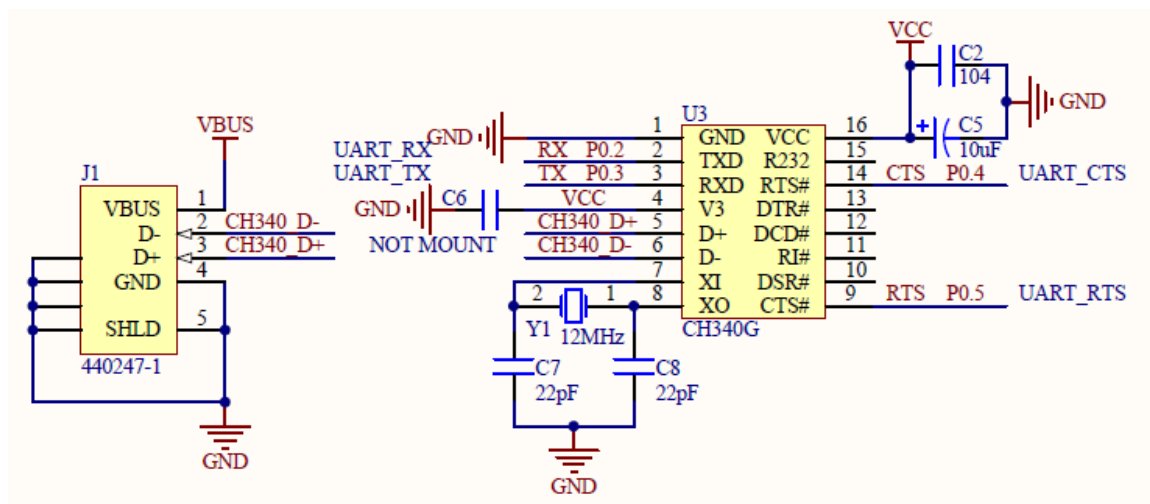 VCC
C2
104
GND
C5
10uF
+
VBUS
J1
VBUS 1
D- 2 CH340_D-
D+ 3 CH340_D+
GND 4
SHLD 5
440247-1
GND
U3
GND 1 GND VCC 16
UART_RX RX P0.2 2 TXD R232 15
UART_TX TX P0.3 3 RXD RTS# 14 CTS P0.4 UART_CTS
GND C6 VCC 4 V3 DTR# 13
NOT MOUNT
CH340_D+ 5 D+ DCD# 12
CH340_D- 6 D- RI# 11
7 XI DSR# 10
2 1 8 XO CTS# 9 RTS P0.5 UART_RTS
Y1 12MHz
CH340G
C7
22pF
C8
22pF
GND